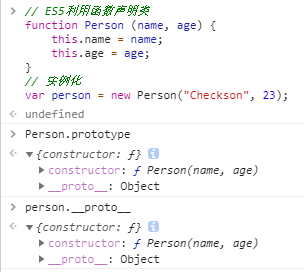 > // ES5利用函数声明类
function Person (name, age) {
this.name = name;
this.age = age;
}
// 实例化
var person = new Person("Checkson", 23);
< undefined
> Person.prototype
< ▼{constructor: ƒ} i
▶ constructor: ƒ Person(name, age)
▶ __proto__: Object
> person.__proto__
< ▼{constructor: ƒ} i
▶ constructor: ƒ Person(name, age)
▶ __proto__: Object